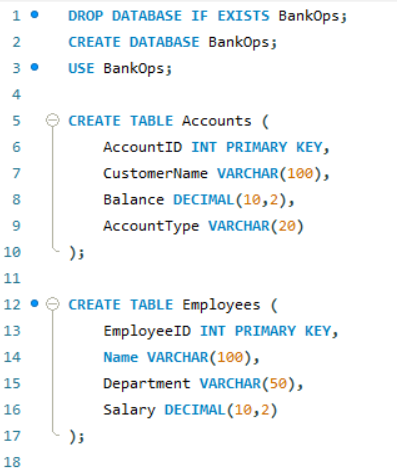 1 DROP DATABASE IF EXISTS BankOps;
2 CREATE DATABASE BankOps;
3 USE BankOps;
4
5 CREATE TABLE Accounts (
6 AccountID INT PRIMARY KEY,
7 CustomerName VARCHAR(100),
8 Balance DECIMAL(10,2),
9 AccountType VARCHAR(20)
10 );
11
12 CREATE TABLE Employees (
13 EmployeeID INT PRIMARY KEY,
14 Name VARCHAR(100),
15 Department VARCHAR(50),
16 Salary DECIMAL(10,2)
17 );
18